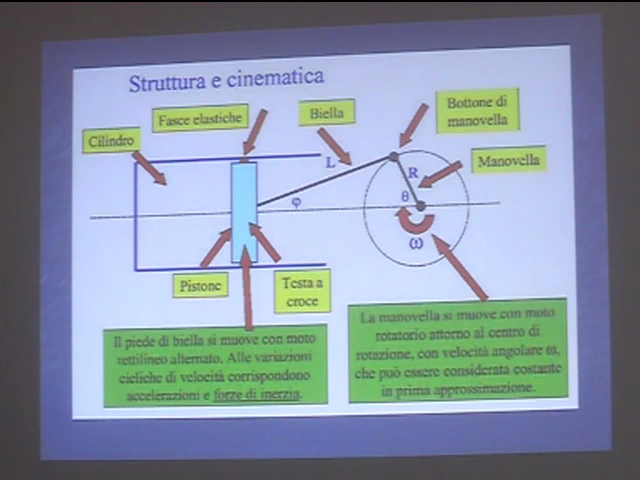 Struttura e cinematica
Fasce elastiche
Biella
Bottone di
manovella
Cilindro
Manovella
L
R
φ
θ
ω
Pistone
Testa a
croce
Il piede di biella si muove con moto
rettilineo alternato. Alle variazioni
cicliche di velocità corrispondono
accelerazioni e forze di inerzia.
La manovella si muove con moto
rotatorio attorno al centro di
rotazione, con velocità angolare ω,
che può essere considerata costante
in prima approssimazione.